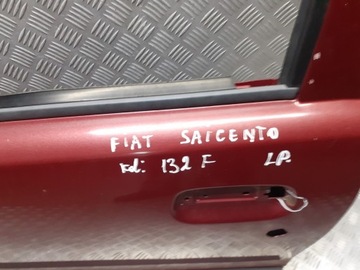 FIAT SAICENTO
kol: 132 F LP.